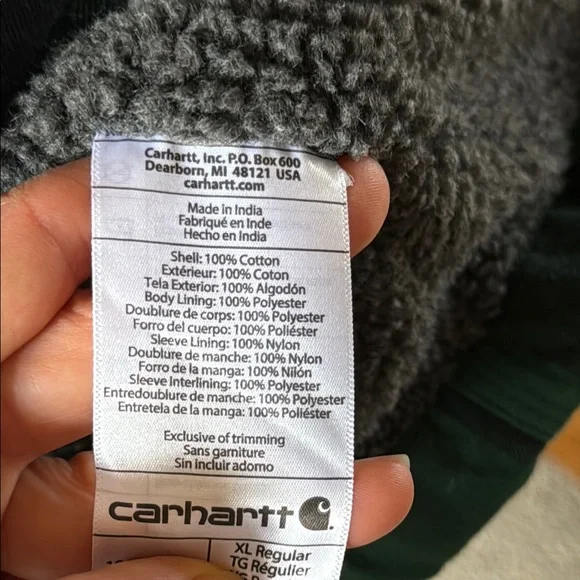 Carhartt, Inc. P.O. Box 600
Dearborn, MI 48121 USA
carhartt.com
Made in India
Fabriqué en Inde
Hecho en India
Shell: 100% Cotton
Extérieur: 100% Coton
Tela Exterior: 100% Algodón
Body Lining: 100% Polyester
Doublure de corps: 100% Polyester
Forro del cuerpo: 100% Poliéster
Sleeve Lining: 100% Nylon
Doublure de manche: 100% Nylon
Forro de la manga: 100% Nilón
Sleeve Interlining: 100% Polyester
Entredoublure de manche: 100% Polyester
Entretela de la manga: 100% Poliéster
Exclusive of trimming
Sans garniture
Sin incluir adorno
carhartt
XL Regular
TG Régulier